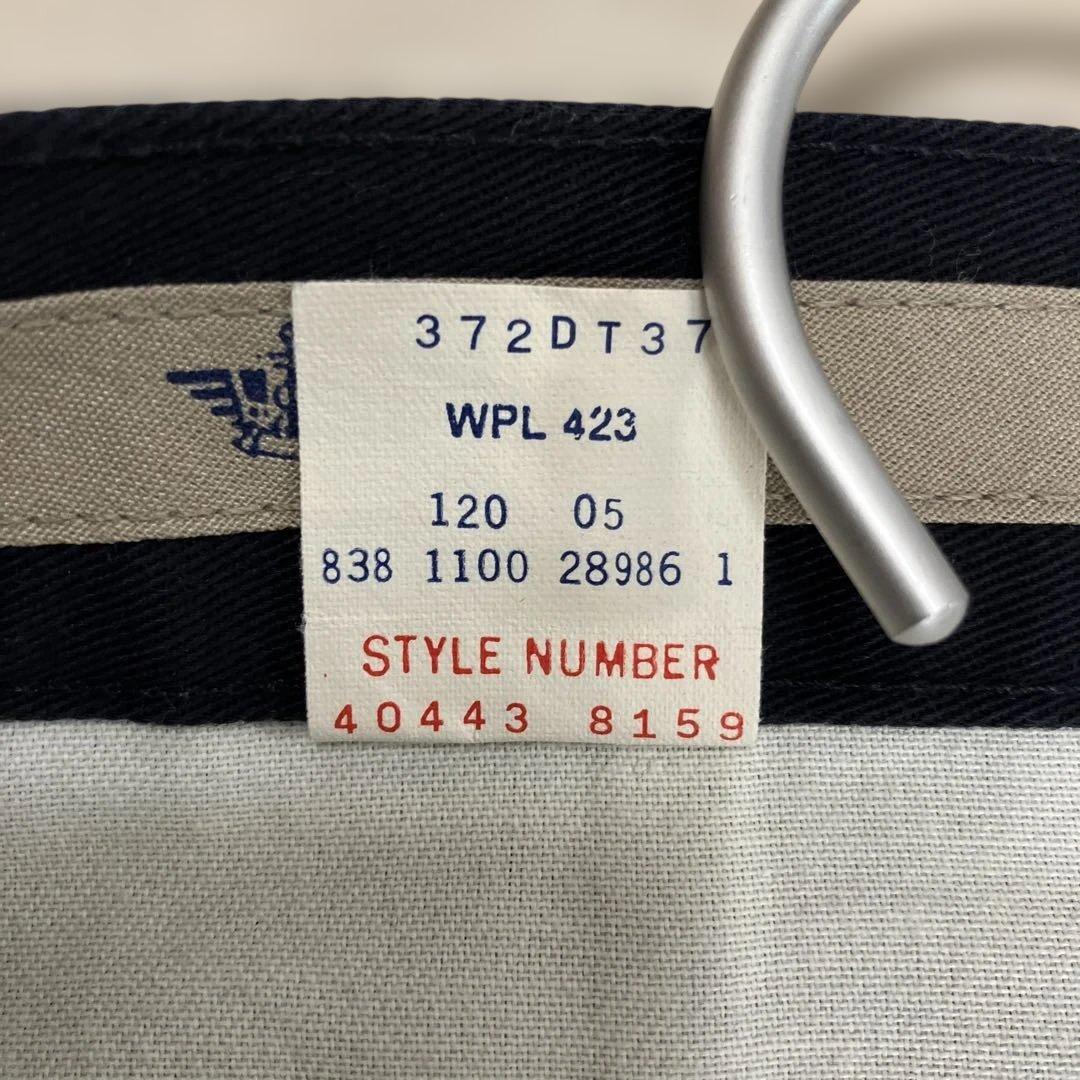 372DT37
WPL 423
120 05
838 1100 28986 1
STYLE NUMBER
40443 8159